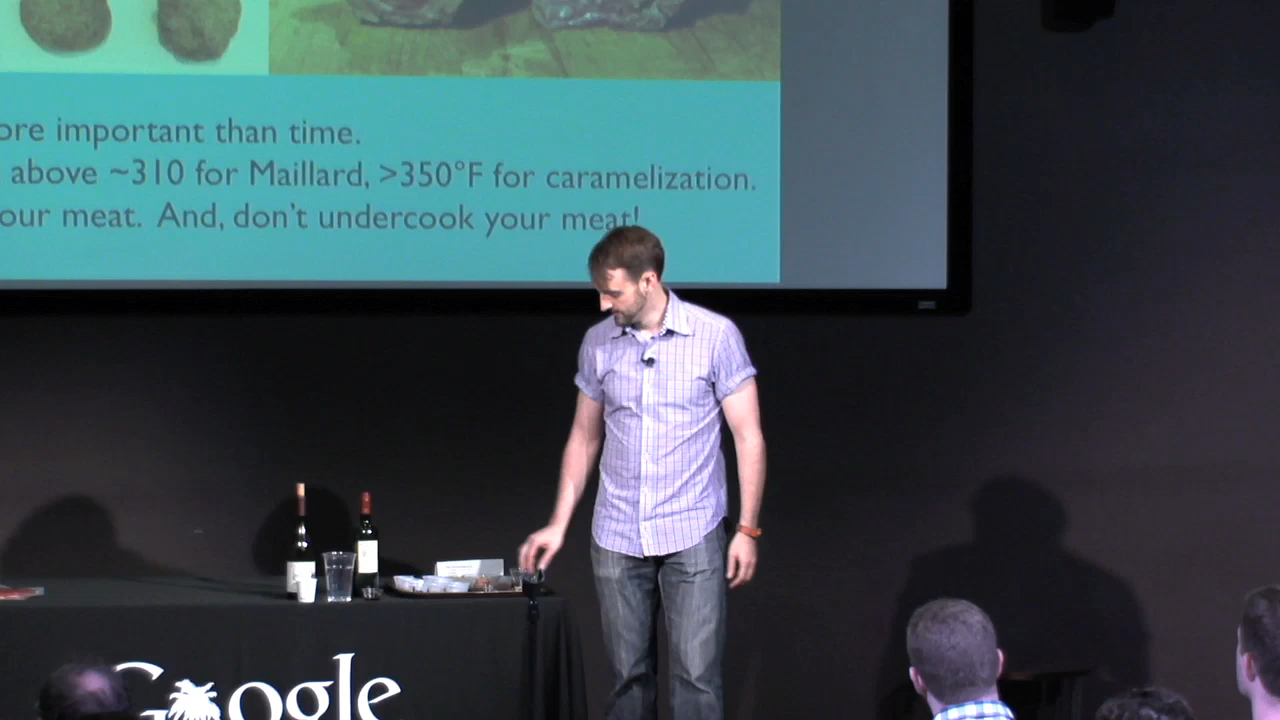 ore important than time.
above ~310 for Maillard, >350°F for caramelization.
our meat. And, don't undercook your meat!
Google